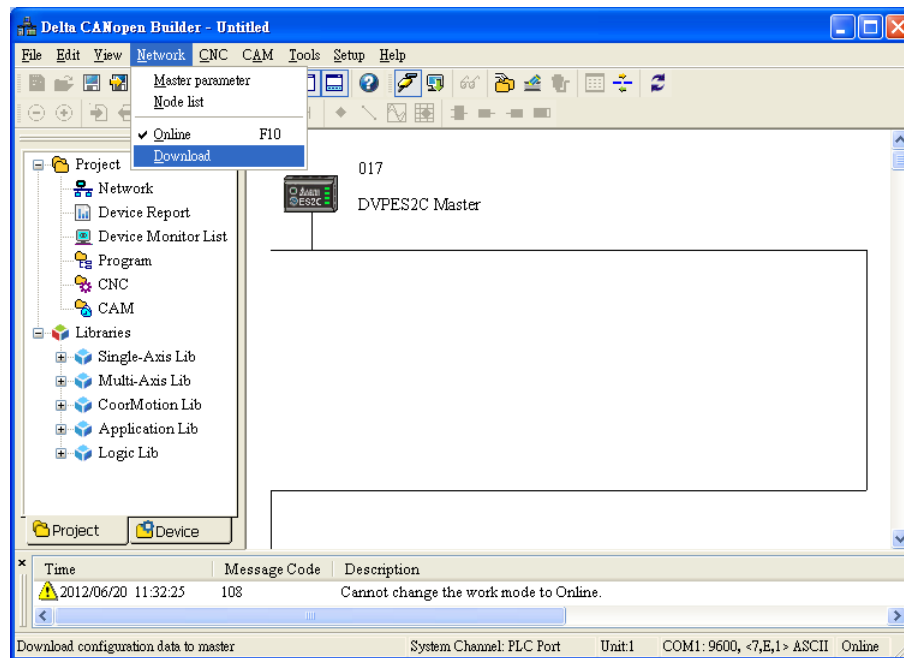 Delta CANopen Builder - Untitled
File Edit View Network CNC CAM Tools Setup Help
Master parameter
Node list
Online F10
Download
Project
Network
Device Report
Device Monitor List
Program
CNC
CAM
Libraries
Single-Axis Lib
Multi-Axis Lib
CoorMotion Lib
Application Lib
Logic Lib
Project Device
017
ES2C
DVPES2C Master
Time Message Code Description
2012/06/20 11:32:25 108 Cannot change the work mode to Online.
Download configuration data to master System Channel: PLC Port Unit:1 COM1: 9600, <7,E,1> ASCII Online